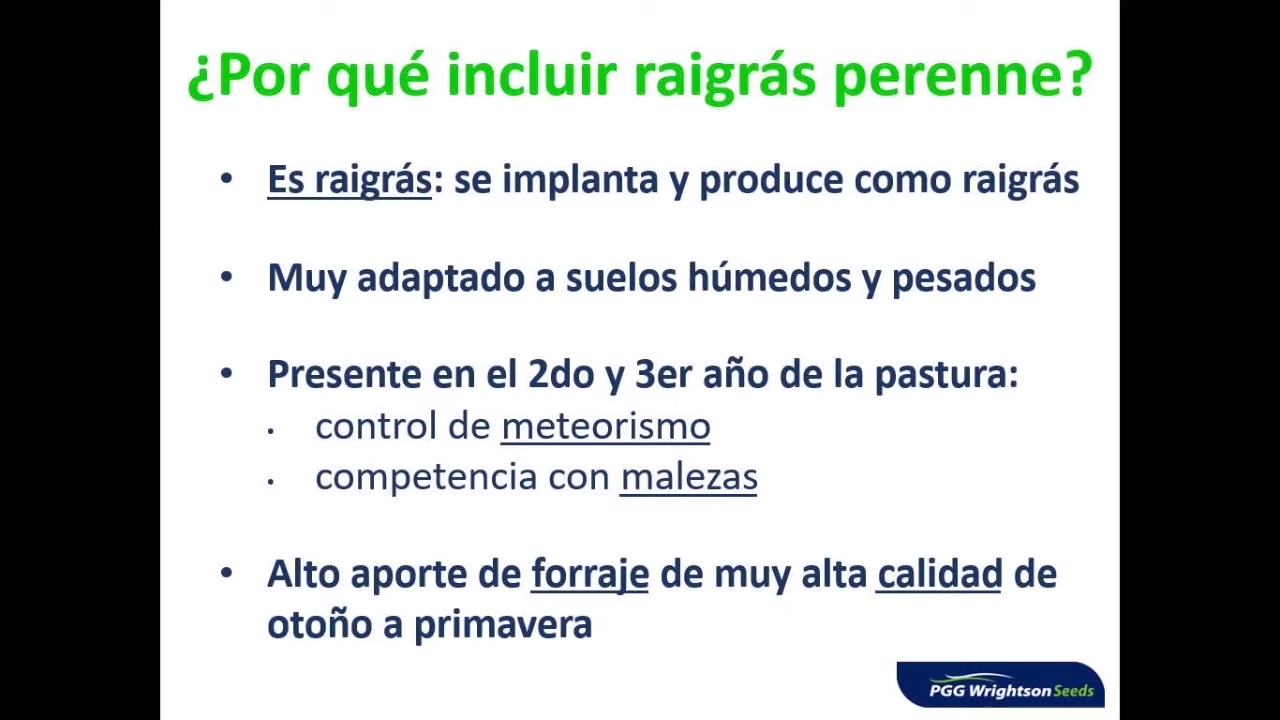 ¿Por qué incluir raigrás perenne?
• Es raigrás: se implanta y produce como raigrás
• Muy adaptado a suelos húmedos y pesados
• Presente en el 2do y 3er año de la pastura:
• control de meteorismo
• competencia con malezas
• Alto aporte de forraje de muy alta calidad de
otoño a primavera
PGG Wrightson Seeds